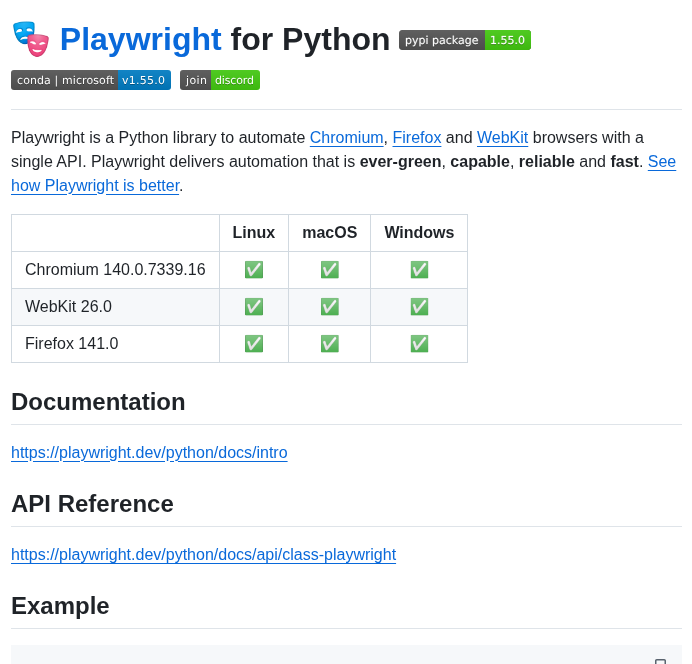 🎭 Playwright for Python pypi package 1.55.0
conda | microsoft v1.55.0 join discord
Playwright is a Python library to automate Chromium, Firefox and WebKit browsers with a
single API. Playwright delivers automation that is ever-green, capable, reliable and fast. See
how Playwright is better.
Linux macOS Windows
Chromium 140.0.7339.16 ✅ ✅ ✅
WebKit 26.0 ✅ ✅ ✅
Firefox 141.0 ✅ ✅ ✅
Documentation
https://playwright.dev/python/docs/intro
API Reference
https://playwright.dev/python/docs/api/class-playwright
Example